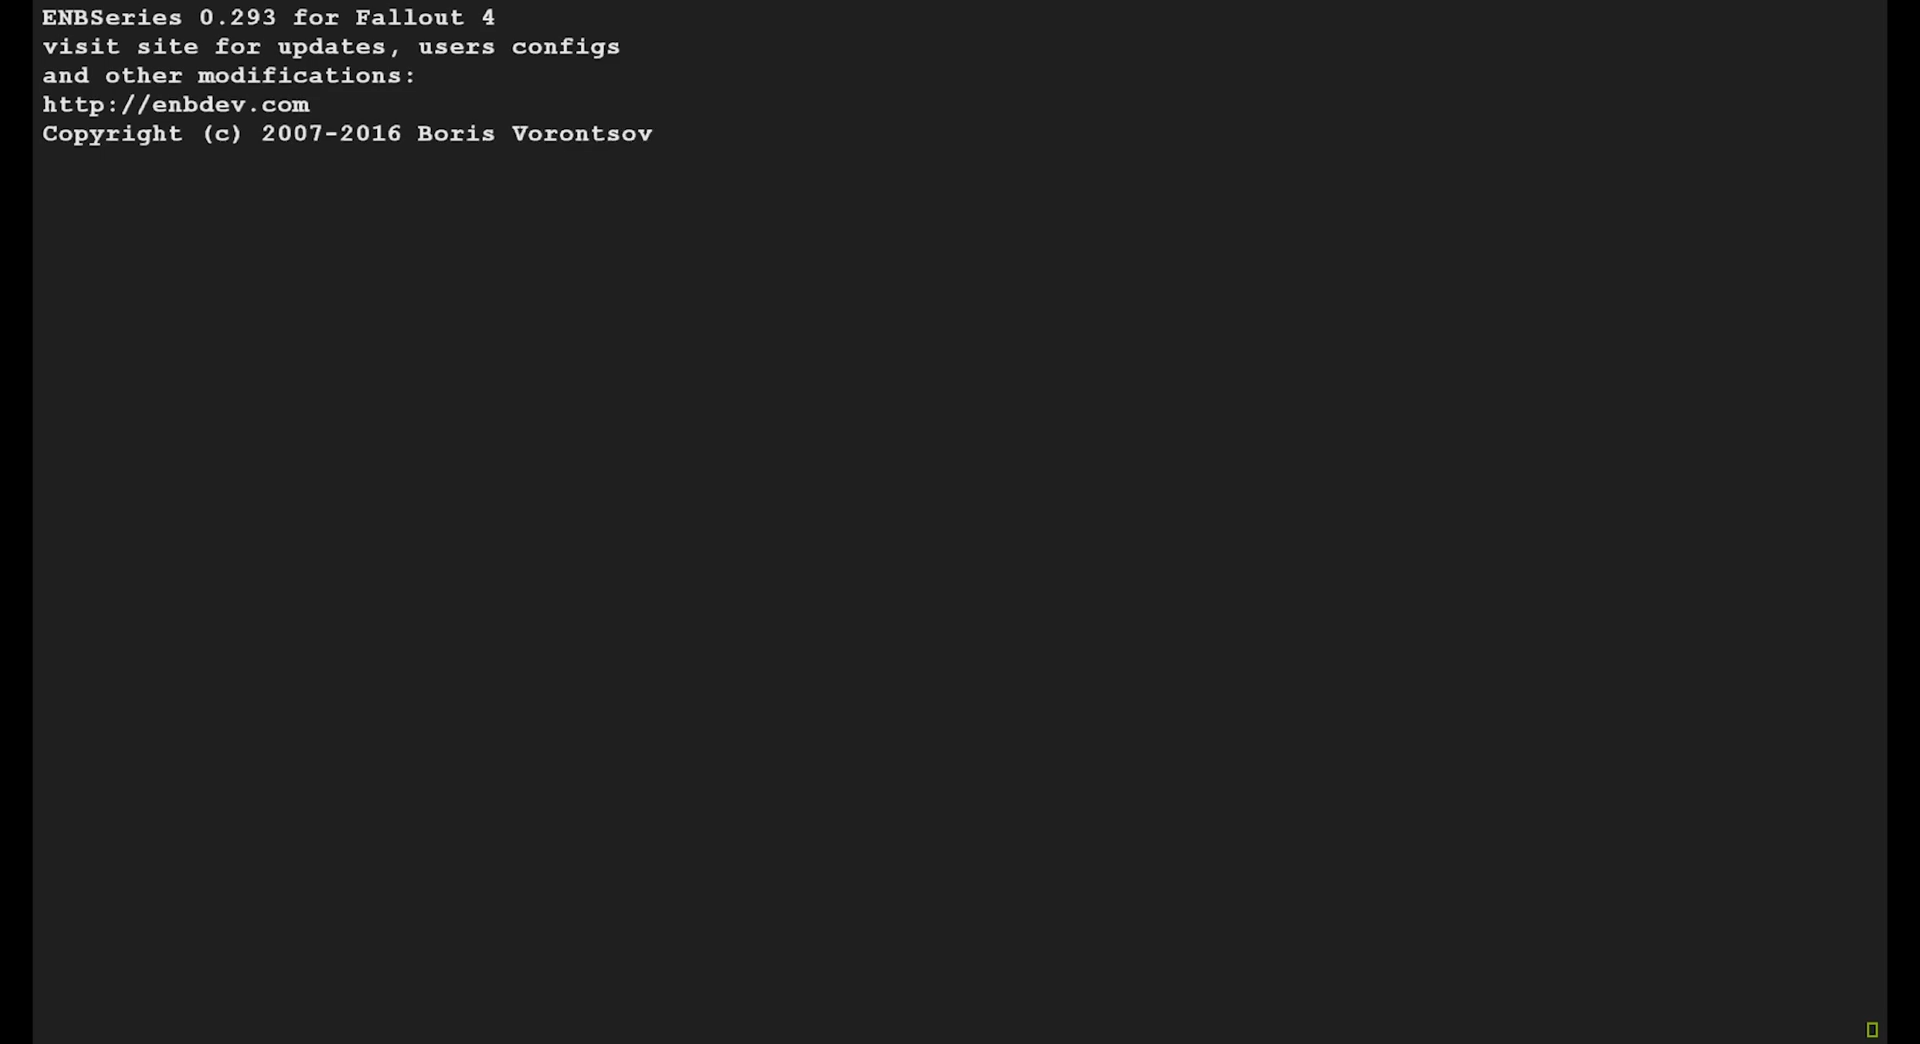 ENBSeries 0.293 for Fallout 4
visit site for updates, users configs
and other modifications:
http://enbdev.com
Copyright (c) 2007-2016 Boris Vorontsov